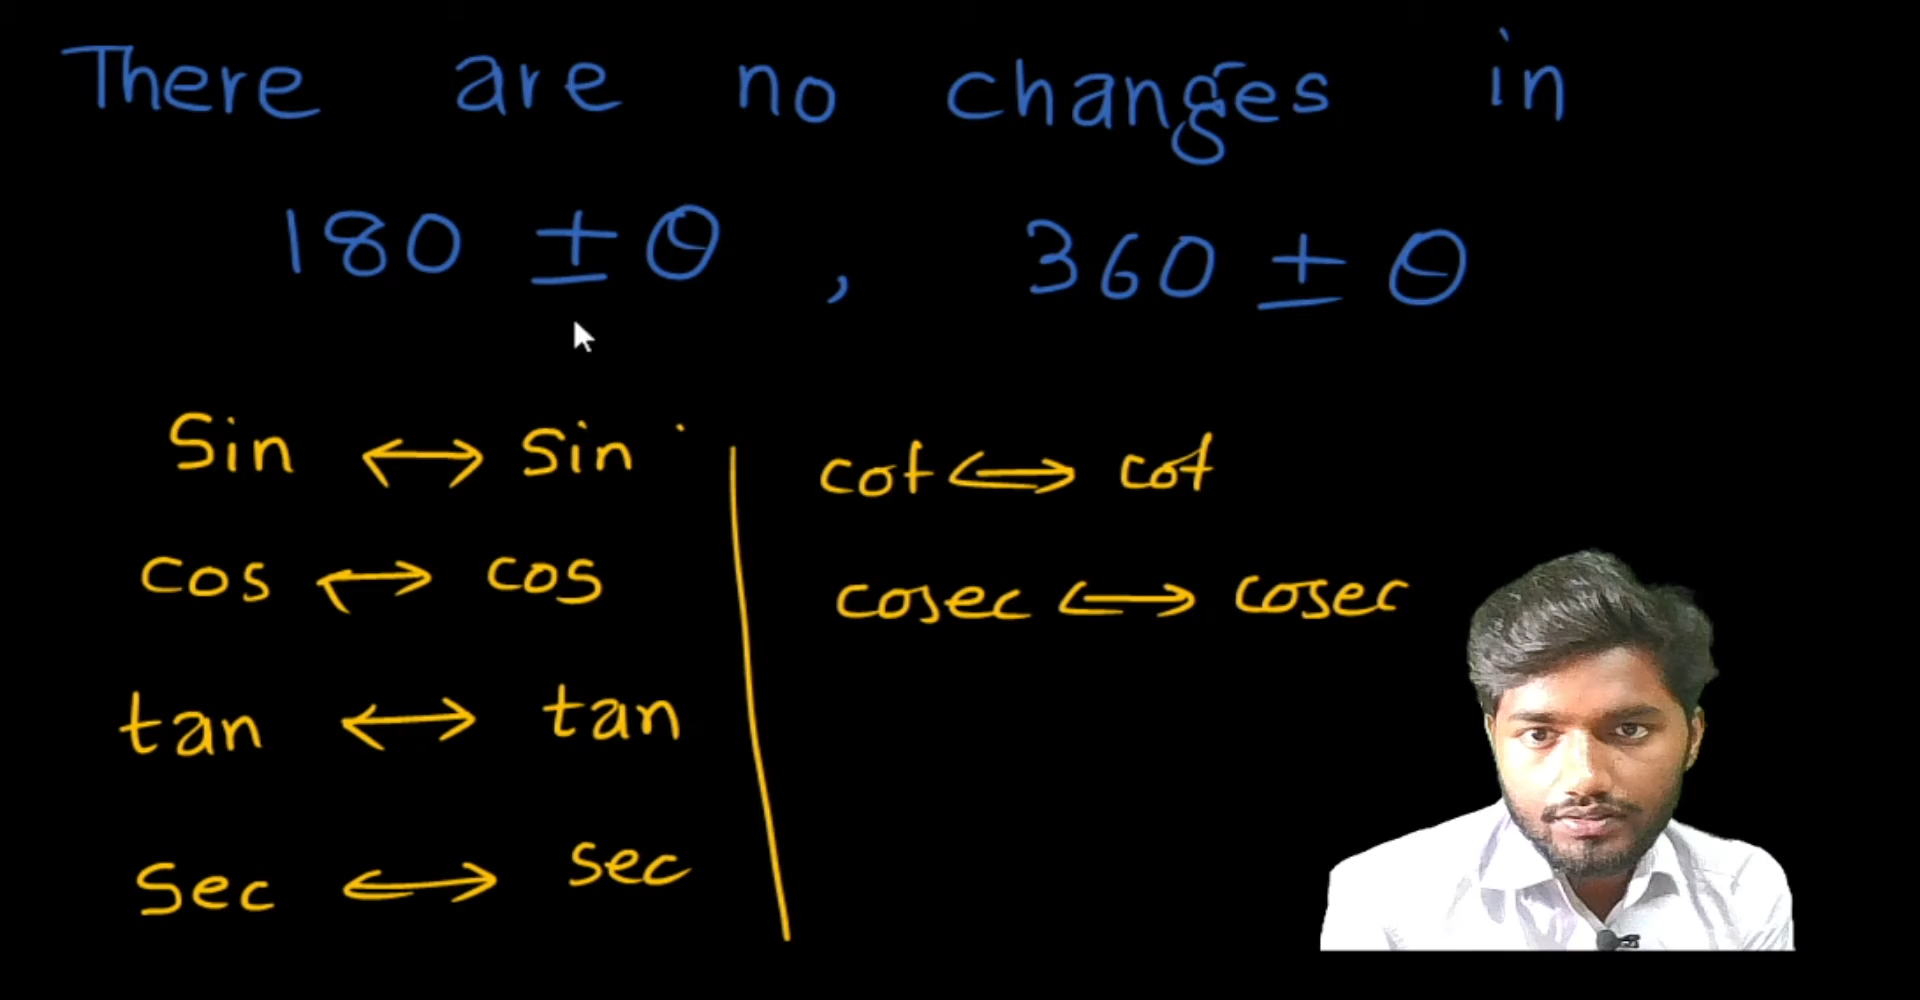 There are no changes in
180 ± θ , 360 ± θ
Sin ↔ Sin
cos ↔ cos
tan ↔ tan
Sec ↔ sec
cot ↔ cot
cosec ↔ cosec